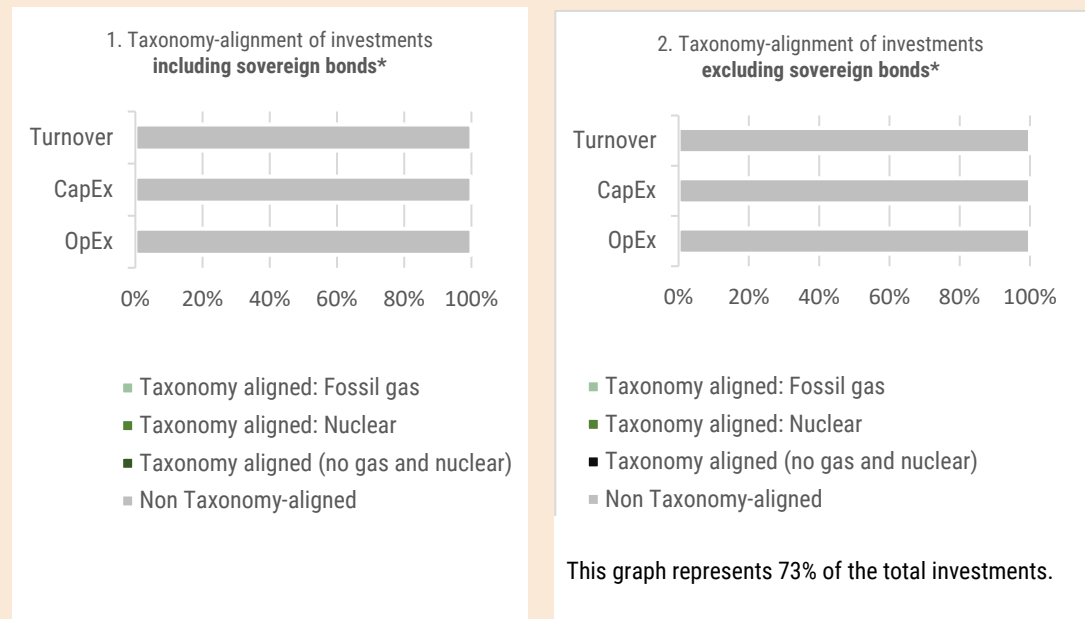 1. Taxonomy-alignment of investments
including sovereign bonds*
Turnover
CapEx
OpEx
0% 20% 40% 60% 80% 100%
Taxonomy aligned: Fossil gas
Taxonomy aligned: Nuclear
Taxonomy aligned (no gas and nuclear)
Non Taxonomy-aligned
2. Taxonomy-alignment of investments
excluding sovereign bonds*
Turnover
CapEx
OpEx
0% 20% 40% 60% 80% 100%
Taxonomy aligned: Fossil gas
Taxonomy aligned: Nuclear
Taxonomy aligned (no gas and nuclear)
Non Taxonomy-aligned
This graph represents 73% of the total investments.